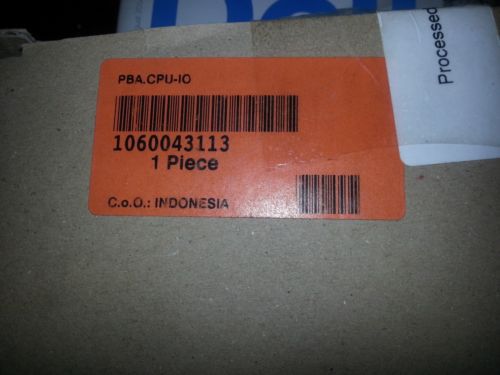 PBA.CPU-IO
1060043113
1 Piece
C.o.O.: INDONESIA
Processed